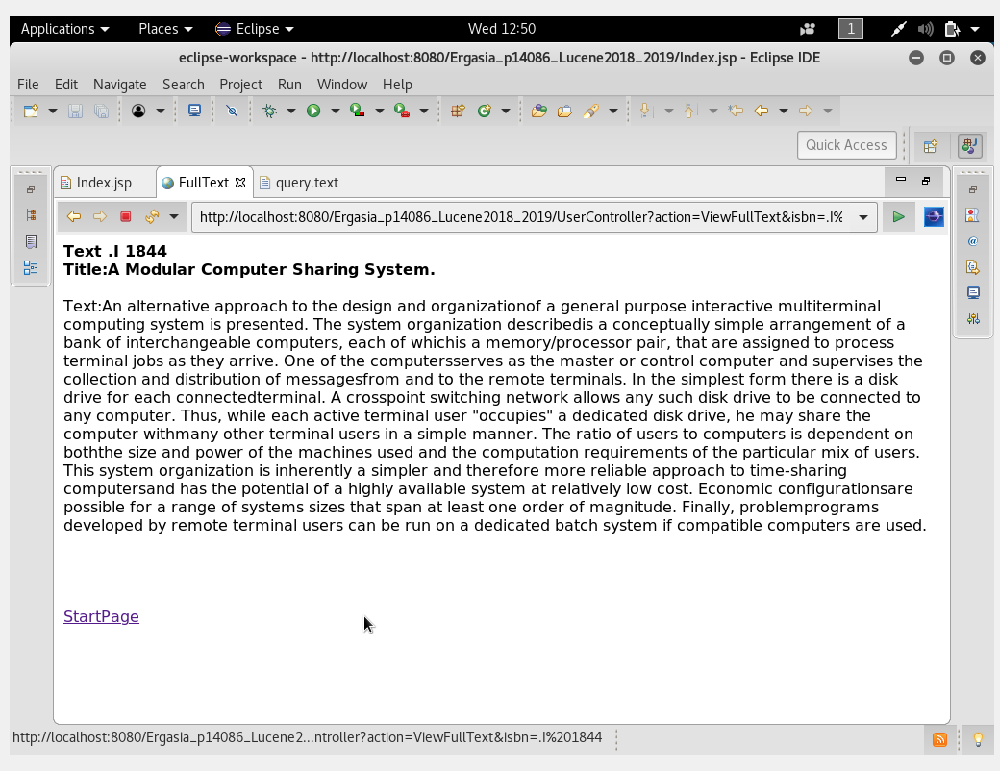 Applications Places Eclipse Wed 12:50 1
eclipse-workspace - http://localhost:8080/Ergasia_p14086_Lucene2018_2019/Index.jsp - Eclipse IDE
File Edit Navigate Search Project Run Window Help
Quick Access
Index.jsp FullText query.text
http://localhost:8080/Ergasia_p14086_Lucene2018_2019/UserController?action=ViewFullText&isbn=.I%
Text .I 1844
Title:A Modular Computer Sharing System.
Text:An alternative approach to the design and organizationof a general purpose interactive multiterminal
computing system is presented. The system organization describedis a conceptually simple arrangement of a
bank of interchangeable computers, each of whichis a memory/processor pair, that are assigned to process
terminal jobs as they arrive. One of the computersserves as the master or control computer and supervises the
collection and distribution of messagesfrom and to the remote terminals. In the simplest form there is a disk
drive for each connectedterminal. A crosspoint switching network allows any such disk drive to be connected to
any computer. Thus, while each active terminal user "occupies" a dedicated disk drive, he may share the
computer withmany other terminal users in a simple manner. The ratio of users to computers is dependent on
boththe size and power of the machines used and the computation requirements of the particular mix of users.
This system organization is inherently a simpler and therefore more reliable approach to time-sharing
computersand has the potential of a highly available system at relatively low cost. Economic configurationsare
possible for a range of systems sizes that span at least one order of magnitude. Finally, problemprograms
developed by remote terminal users can be run on a dedicated batch system if compatible computers are used.
StartPage
http://localhost:8080/Ergasia_p14086_Lucene2...ntroller?action=ViewFullText&isbn=.I%201844